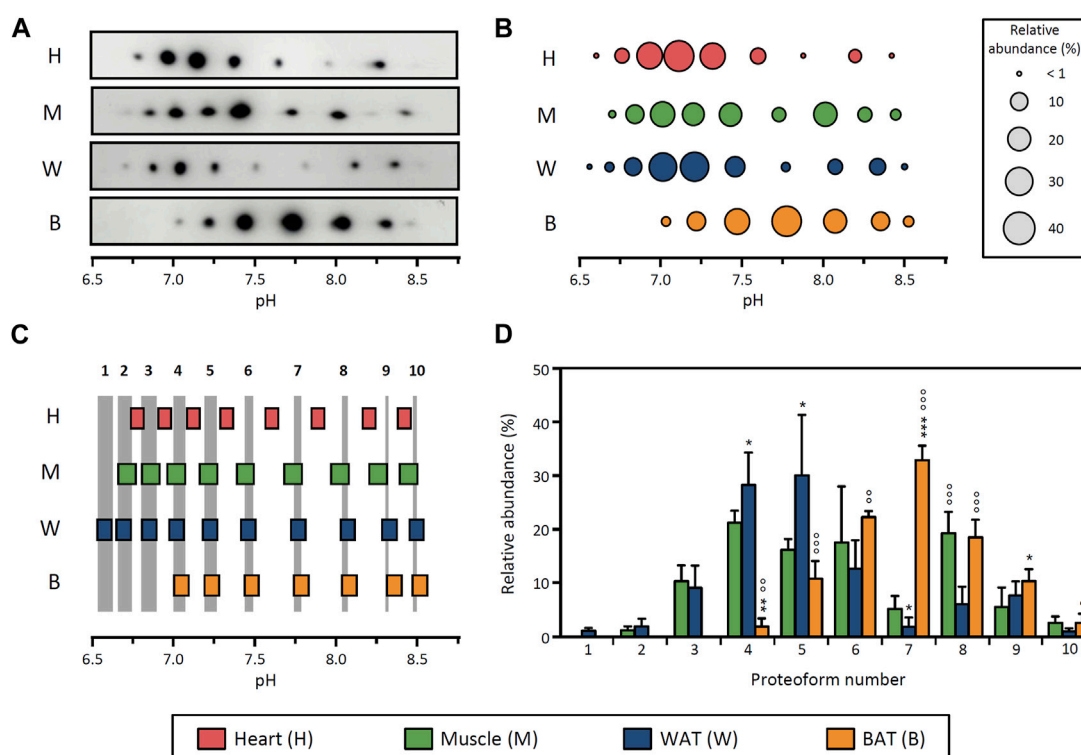 A
H
M
W
B
6.5 7.0 7.5 8.0 8.5
pH
B
H
M
W
B
6.5 7.0 7.5 8.0 8.5
pH
Relative
abundance (%)
< 1
10
20
30
40
C
1 2 3 4 5 6 7 8 9 10
H
M
W
B
6.5 7.0 7.5 8.0 8.5
pH
D
Relative abundance (%)
50
40
30
20
10
0
* * ** °° °°° °° * *** °°° °°° °°° *
1 2 3 4 5 6 7 8 9 10
Proteoform number
Heart (H) Muscle (M) WAT (W) BAT (B)